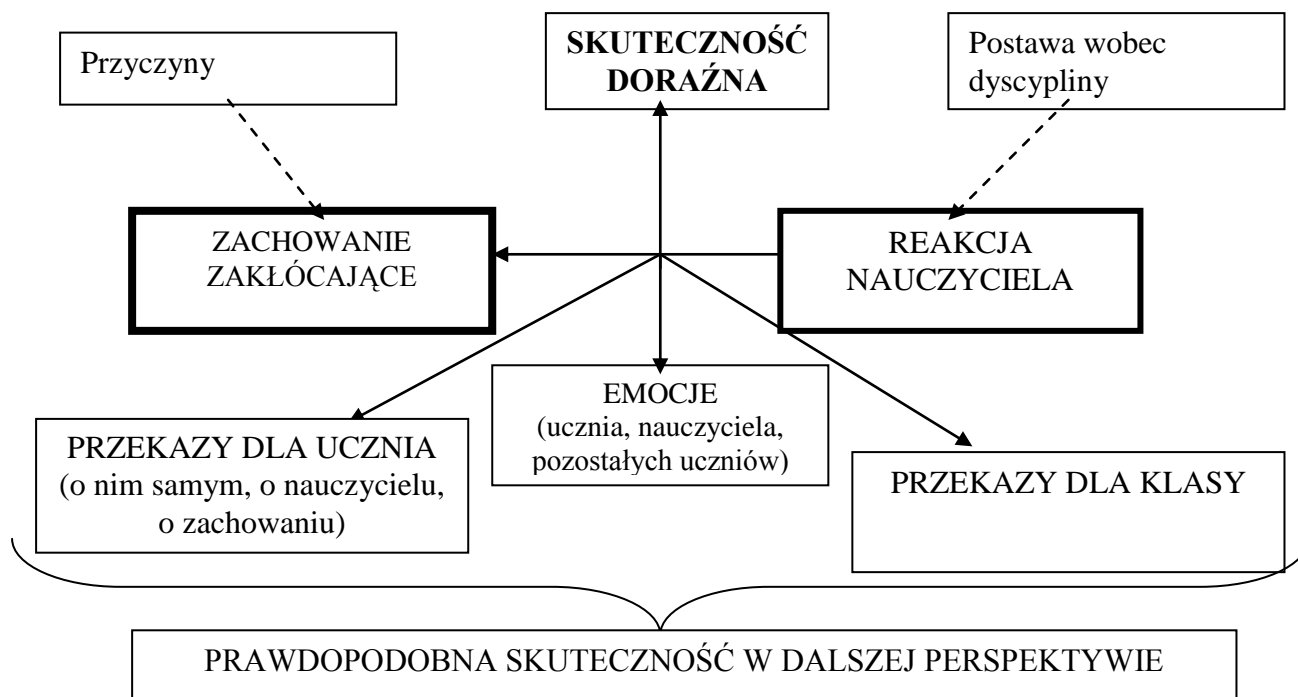 Przyczyny
SKUTECZNOŚĆ
DORAŹNA
Postawa wobec
dyscypliny
ZACHOWANIE
ZAKŁÓCAJĄCE
REAKCJA
NAUCZYCIELA
PRZEKAZY DLA UCZNIA
(o nim samym, o nauczycielu,
o zachowaniu)
EMOCJE
(ucznia, nauczyciela,
pozostałych uczniów)
PRZEKAZY DLA KLASY
PRAWDOPODOBNA SKUTECZNOŚĆ W DALSZEJ PERSPEKTYWIE